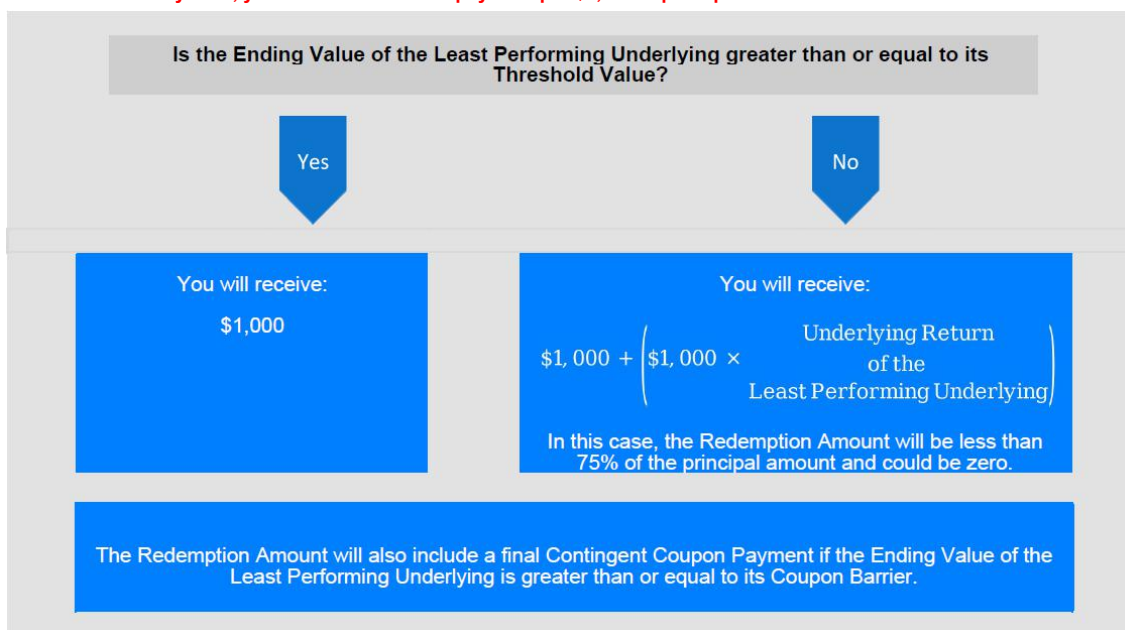 Is the Ending Value of the Least Performing Underlying greater than or equal to its
Threshold Value?
Yes
No
You will receive:
$1,000
You will receive:
$1, 000 + ($1, 000 × Underlying Return
of the
Least Performing Underlying)
In this case, the Redemption Amount will be less than
75% of the principal amount and could be zero.
The Redemption Amount will also include a final Contingent Coupon Payment if the Ending Value of the
Least Performing Underlying is greater than or equal to its Coupon Barrier.